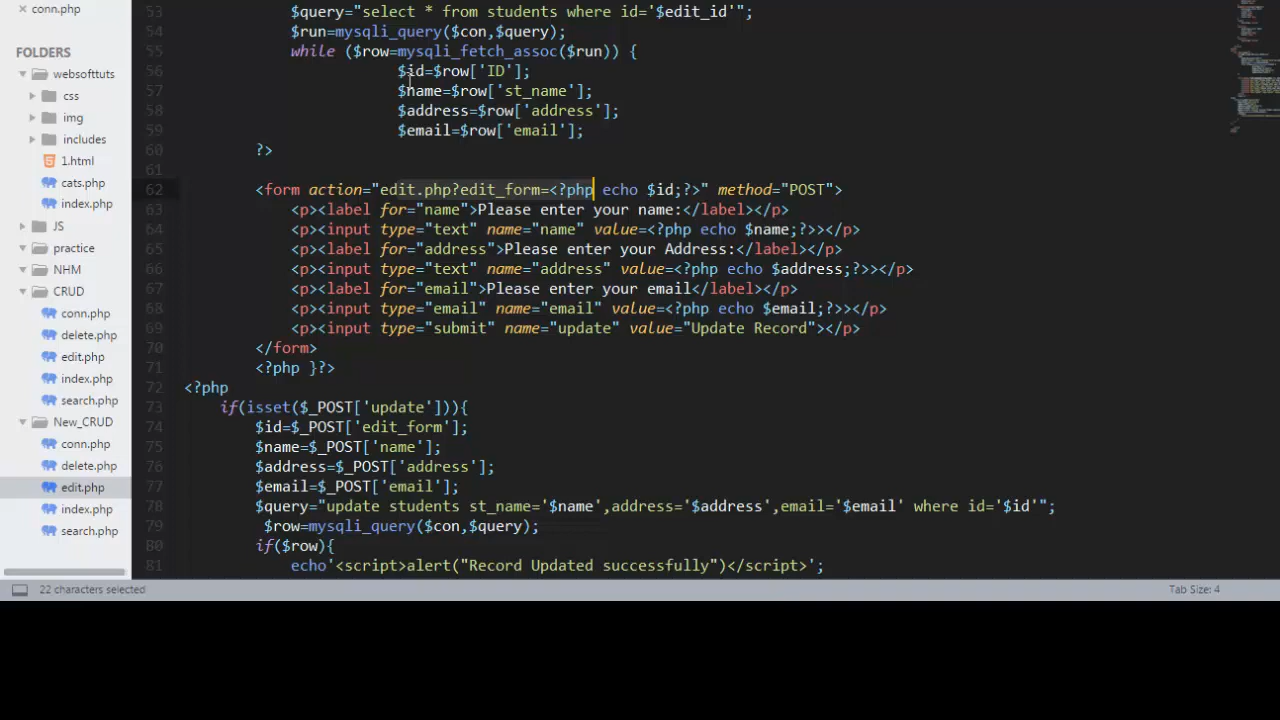 × conn.php
FOLDERS
websofttuts
css
img
includes
1.html
cats.php
index.php
JS
practice
NHM
CRUD
conn.php
delete.php
edit.php
index.php
search.php
New_CRUD
conn.php
delete.php
edit.php
index.php
search.php
53 $query="select * from students where id='$edit_id'";
54 $run=mysqli_query($con,$query);
55 while ($row=mysqli_fetch_assoc($run)) {
56 $id=$row['ID'];
57 $name=$row['st_name'];
58 $address=$row['address'];
59 $email=$row['email'];
60 ?>
61
62 <form action="edit.php?edit_form=<?php echo $id;?>" method="POST">
63 <p><label for="name">Please enter your name:</label></p>
64 <p><input type="text" name="name" value=<?php echo $name;?>></p>
65 <p><label for="address">Please enter your Address:</label></p>
66 <p><input type="text" name="address" value=<?php echo $address;?>></p>
67 <p><label for="email">Please enter your email</label></p>
68 <p><input type="email" name="email" value=<?php echo $email;?>></p>
69 <p><input type="submit" name="update" value="Update Record"></p>
70 </form>
71 <?php }?>
72 <?php
73 if(isset($_POST['update'])){
74 $id=$_POST['edit_form'];
75 $name=$_POST['name'];
76 $address=$_POST['address'];
77 $email=$_POST['email'];
78 $query="update students st_name='$name',address='$address',email='$email' where id='$id'";
79 $row=mysqli_query($con,$query);
80 if($row){
81 echo'<script>alert("Record Updated successfully")</script>';
22 characters selected
Tab Size: 4